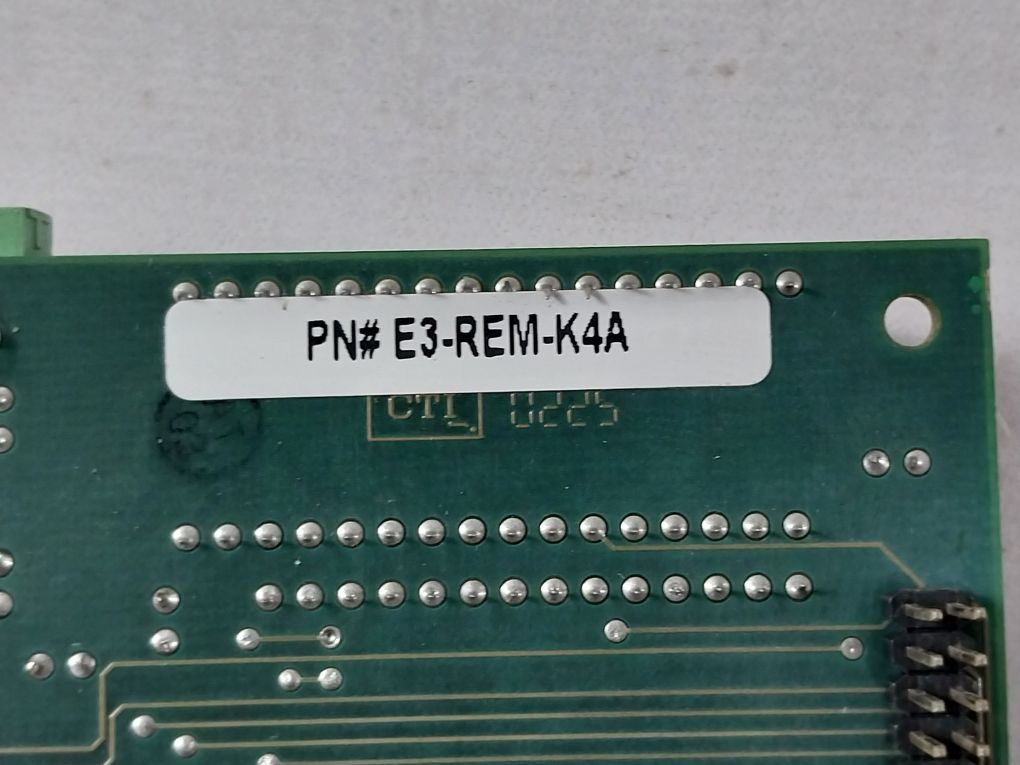 PN# E3-REM-K4A
CTI 0225